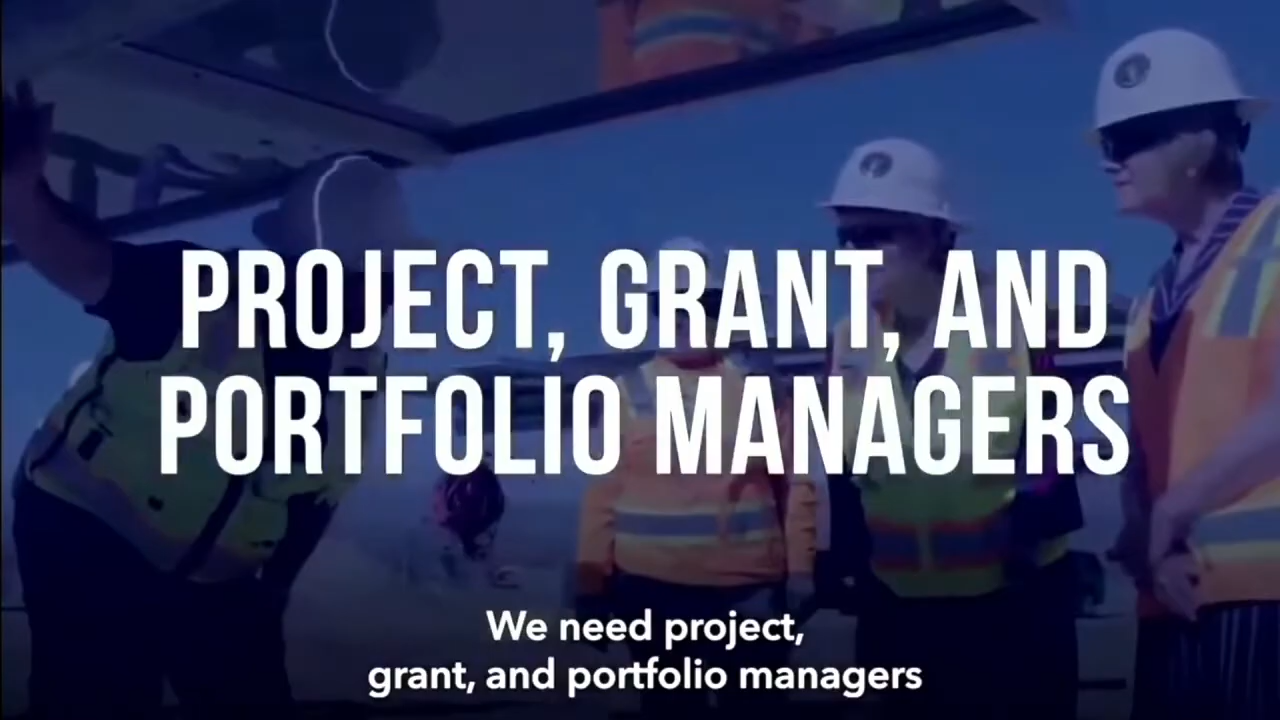 PROJECT, GRANT, AND
PORTFOLIO MANAGERS
We need project,
grant, and portfolio managers